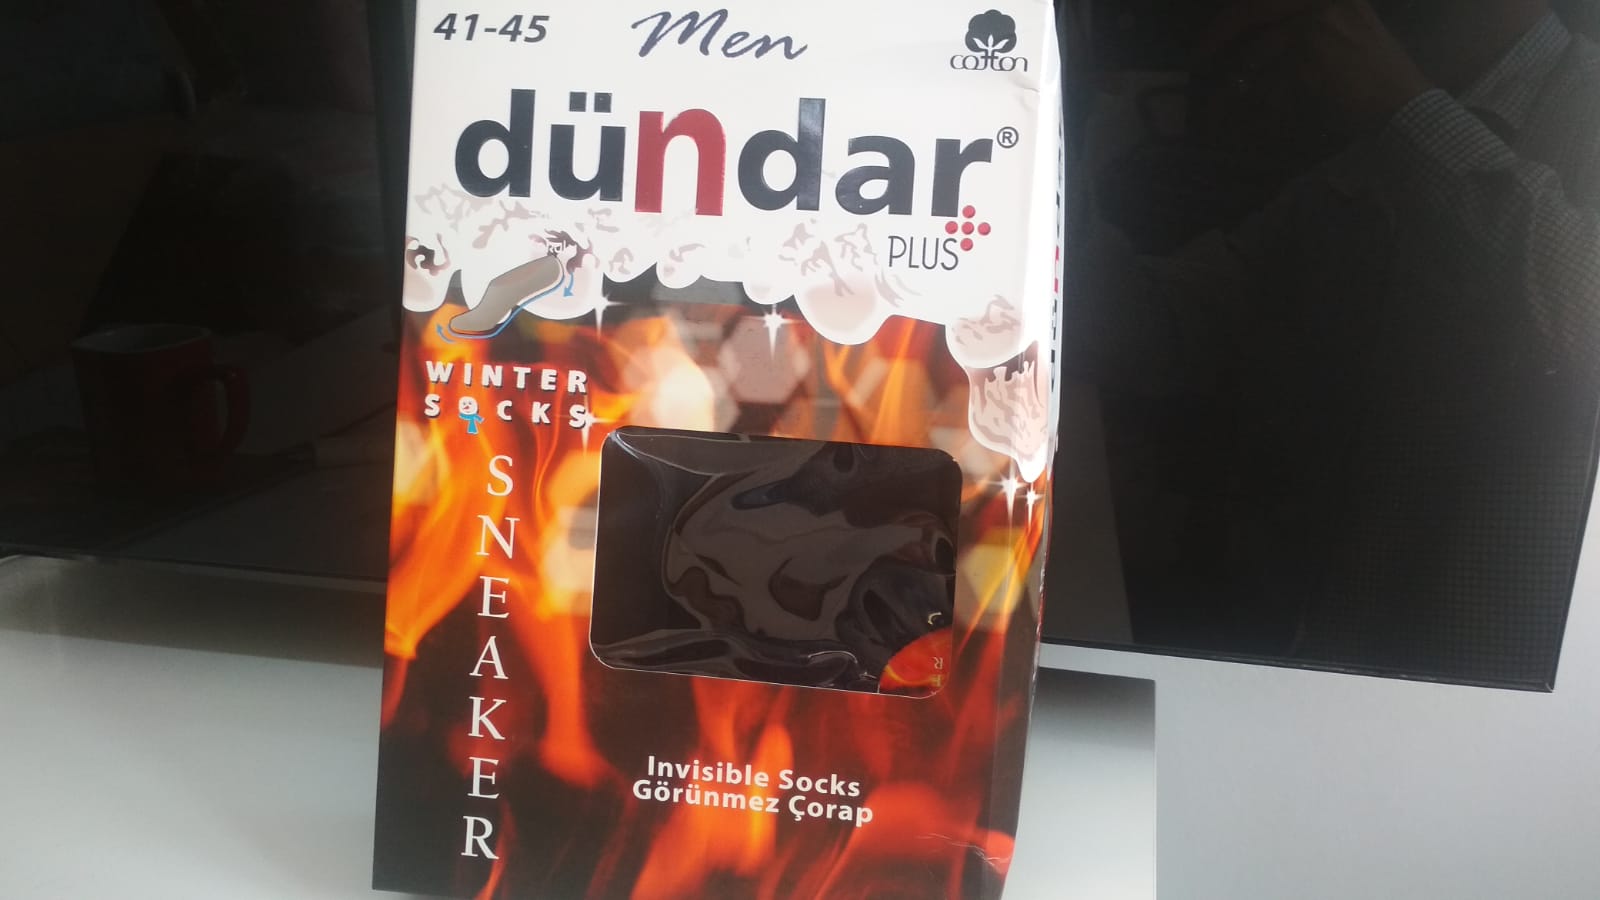 41-45
Men
cotton
dündar®
PLUS
WINTER
SOCKS
SNEAKER
Invisible Socks
Görünmez Çorap